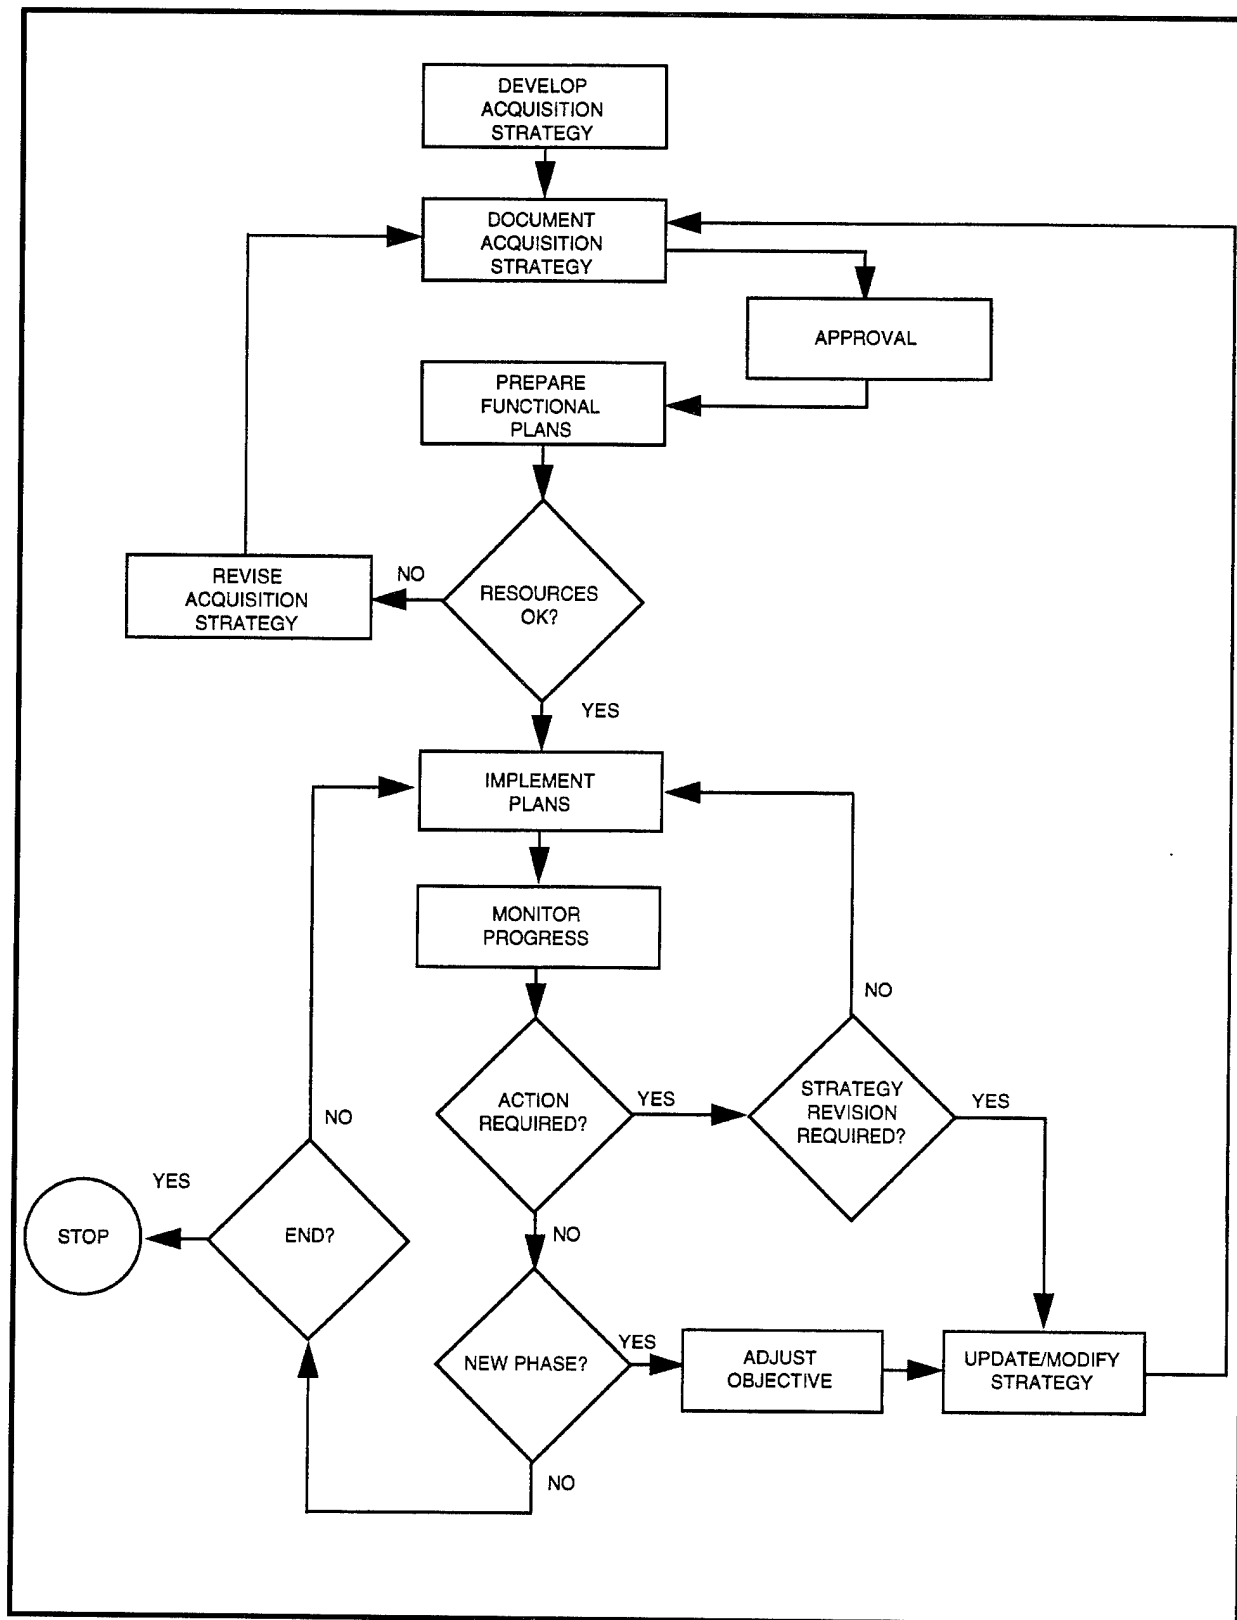 DEVELOP
ACQUISITION
STRATEGY
DOCUMENT
ACQUISITION
STRATEGY
APPROVAL
PREPARE
FUNCTIONAL
PLANS
RESOURCES
OK?
NO
REVISE
ACQUISITION
STRATEGY
YES
IMPLEMENT
PLANS
MONITOR
PROGRESS
NO
ACTION
REQUIRED?
YES
STRATEGY
REVISION
REQUIRED?
YES
NO
YES
STOP
END?
NO
NEW PHASE?
YES
ADJUST
OBJECTIVE
UPDATE/MODIFY
STRATEGY
NO